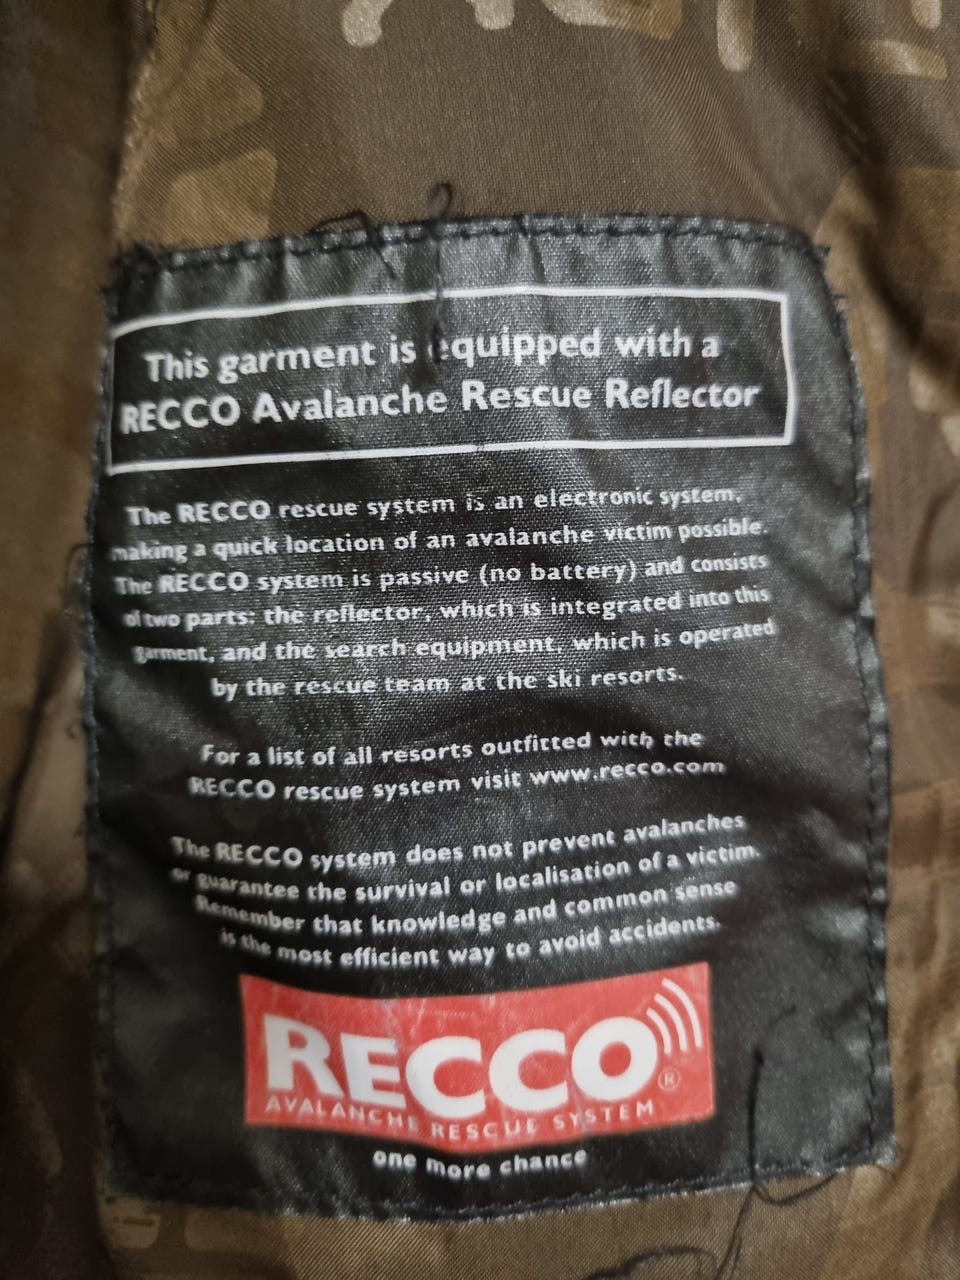 This garment is equipped with a
RECCO Avalanche Rescue Reflector
The RECCO rescue system is an electronic system,
making a quick location of an avalanche victim possible.
The RECCO system is passive (no battery) and consists
of two parts: the reflector, which is integrated into this
garment, and the search equipment, which is operated
by the rescue team at the ski resorts.
For a list of all resorts outfitted with the
RECCO rescue system visit www.recco.com
The RECCO system does not prevent avalanches
or guarantee the survival or localisation of a victim.
Remember that knowledge and common sense
is the most efficient way to avoid accidents.
RECCO®
AVALANCHE RESCUE SYSTEM
one more chance